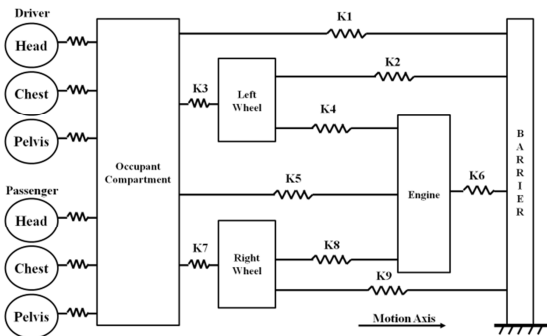 Driver
Head
Chest
Pelvis
Passenger
Head
Chest
Pelvis
Occupant
Compartment
K1
K2
K3
Left
Wheel
K4
K5
Engine
K6
K7
Right
Wheel
K8
K9
Motion Axis
B
A
R
R
I
E
R